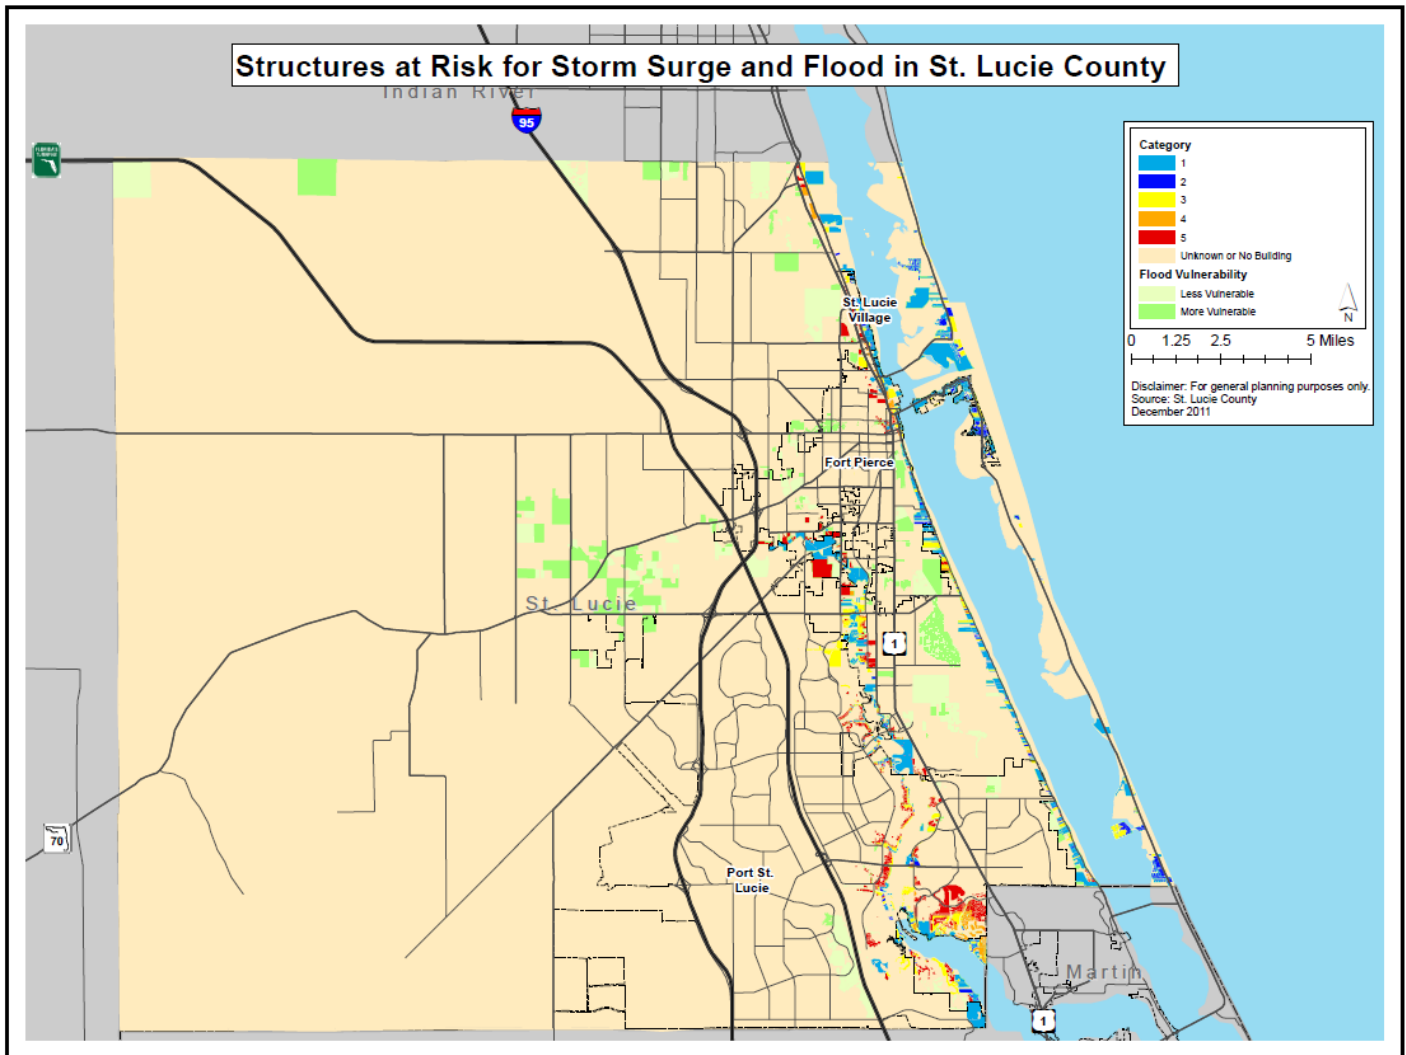 Structures at Risk for Storm Surge and Flood in St. Lucie County
Indian River
95
Category
1
2
3
4
5
Unknown or No Building
Flood Vulnerability
Less Vulnerable
More Vulnerable
N
0 1.25 2.5 5 Miles
Disclaimer: For general planning purposes only.
Source: St. Lucie County
December 2011
St. Lucie
Village
Fort Pierce
St. Lucie
1
70
Port St.
Lucie
Martin
1